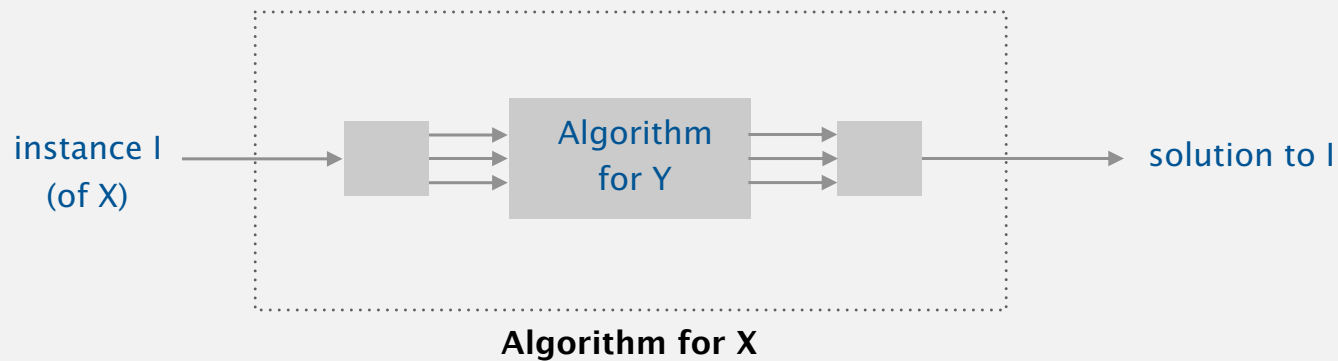 instance I
(of X)
Algorithm
for Y
solution to I
Algorithm for X